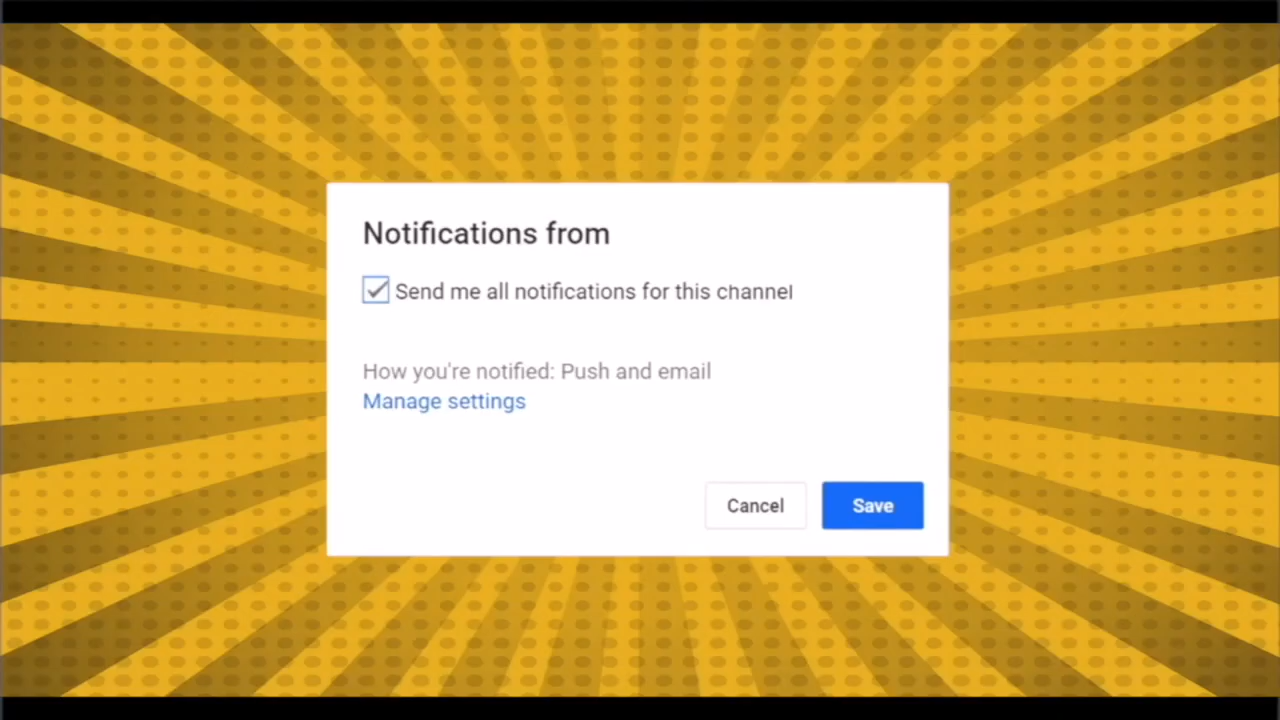 Notifications from
Send me all notifications for this channel
How you're notified: Push and email
Manage settings
Cancel
Save